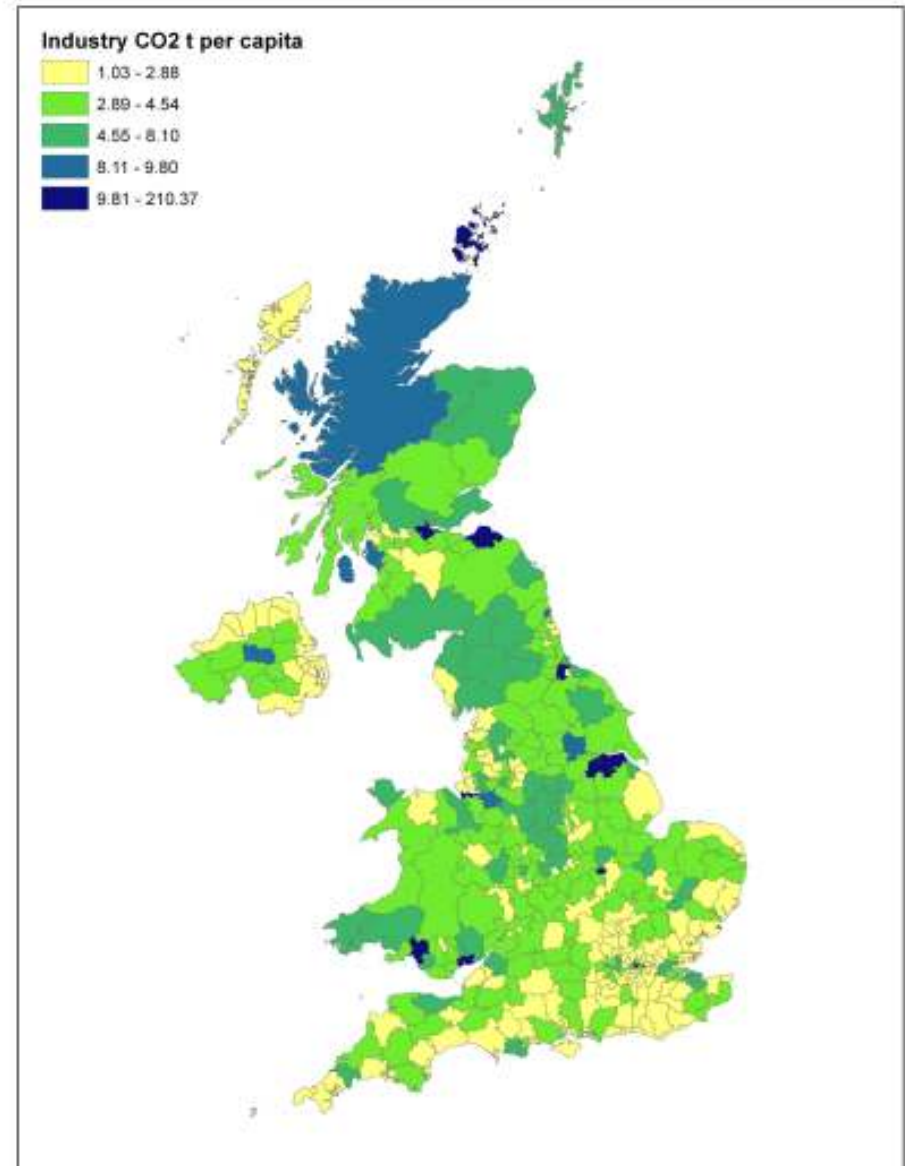 Industry CO2 t per capita
1.03 - 2.88
2.89 - 4.54
4.55 - 8.10
8.11 - 9.80
9.81 - 210.37